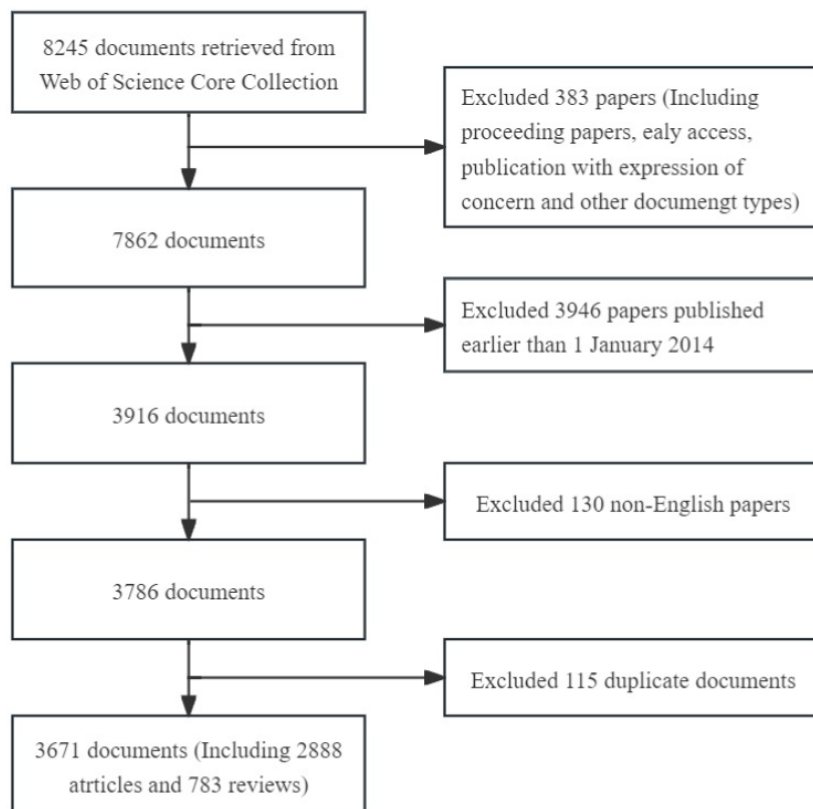 8245 documents retrieved from
Web of Science Core Collection
Excluded 383 papers (Including
proceeding papers, ealy access,
publication with expression of
concern and other documengt types)
7862 documents
Excluded 3946 papers published
earlier than 1 January 2014
3916 documents
Excluded 130 non-English papers
3786 documents
Excluded 115 duplicate documents
3671 documents (Including 2888
atrticles and 783 reviews)